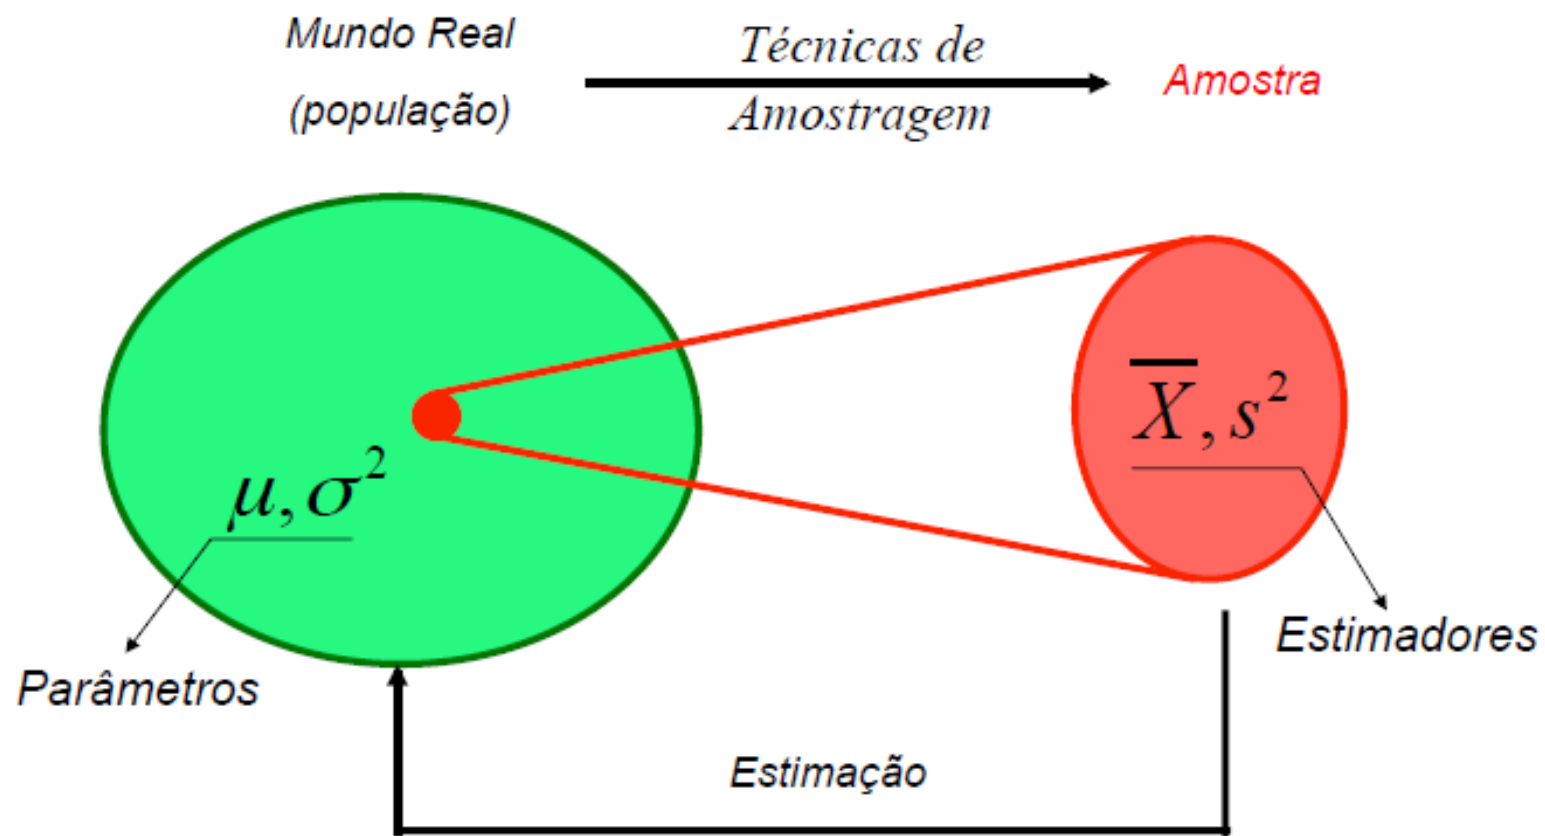 Mundo Real
(população)
Técnicas de
Amostragem
Amostra
μ, σ²
X̅, s²
Parâmetros
Estimadores
Estimação